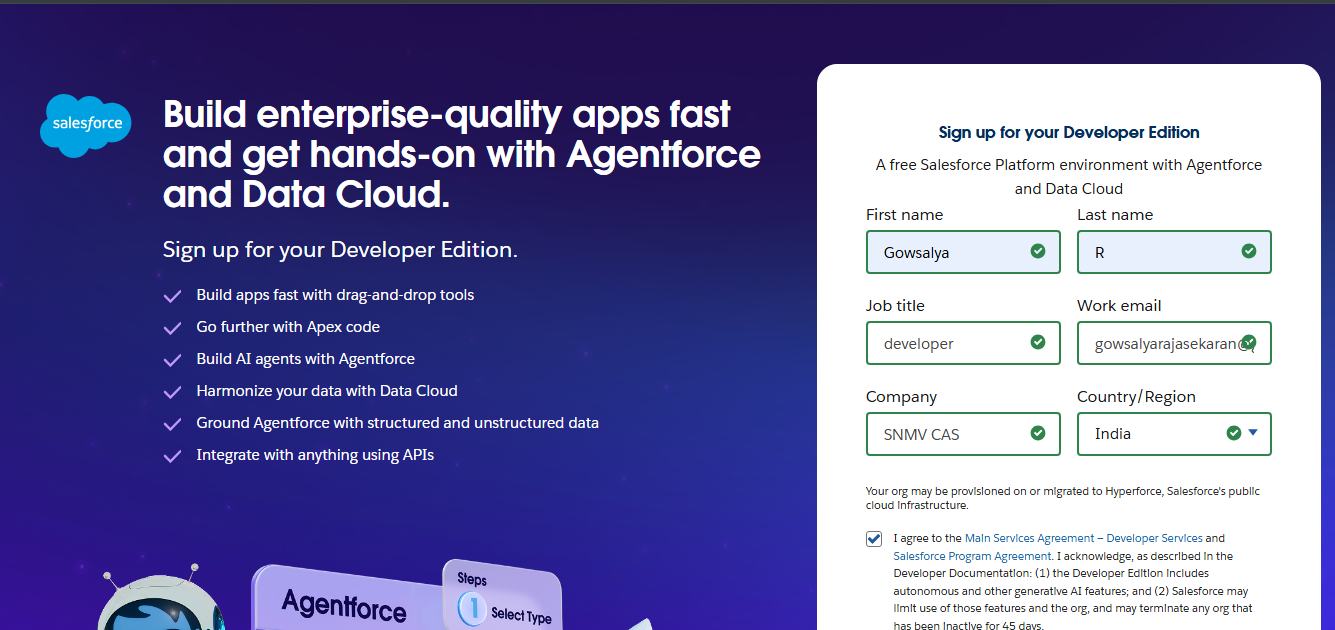 salesforce
Build enterprise-quality apps fast
and get hands-on with Agentforce
and Data Cloud.
Sign up for your Developer Edition.
Build apps fast with drag-and-drop tools
Go further with Apex code
Build AI agents with Agentforce
Harmonize your data with Data Cloud
Ground Agentforce with structured and unstructured data
Integrate with anything using APIs
Agentforce
Steps
1 Select Type
Sign up for your Developer Edition
A free Salesforce Platform environment with Agentforce
and Data Cloud
First name
Last name
Gowsalya
R
Job title
Work email
developer
gowsalyarajasekaran@
Company
Country/Region
SNMV CAS
India
Your org may be provisioned on or migrated to Hyperforce, Salesforce's public
cloud infrastructure.
I agree to the Main Services Agreement – Developer Services and
Salesforce Program Agreement. I acknowledge, as described in the
Developer Documentation: (1) the Developer Edition includes
autonomous and other generative AI features; and (2) Salesforce may
limit use of those features and the org, and may terminate any org that
has been inactive for 45 days.